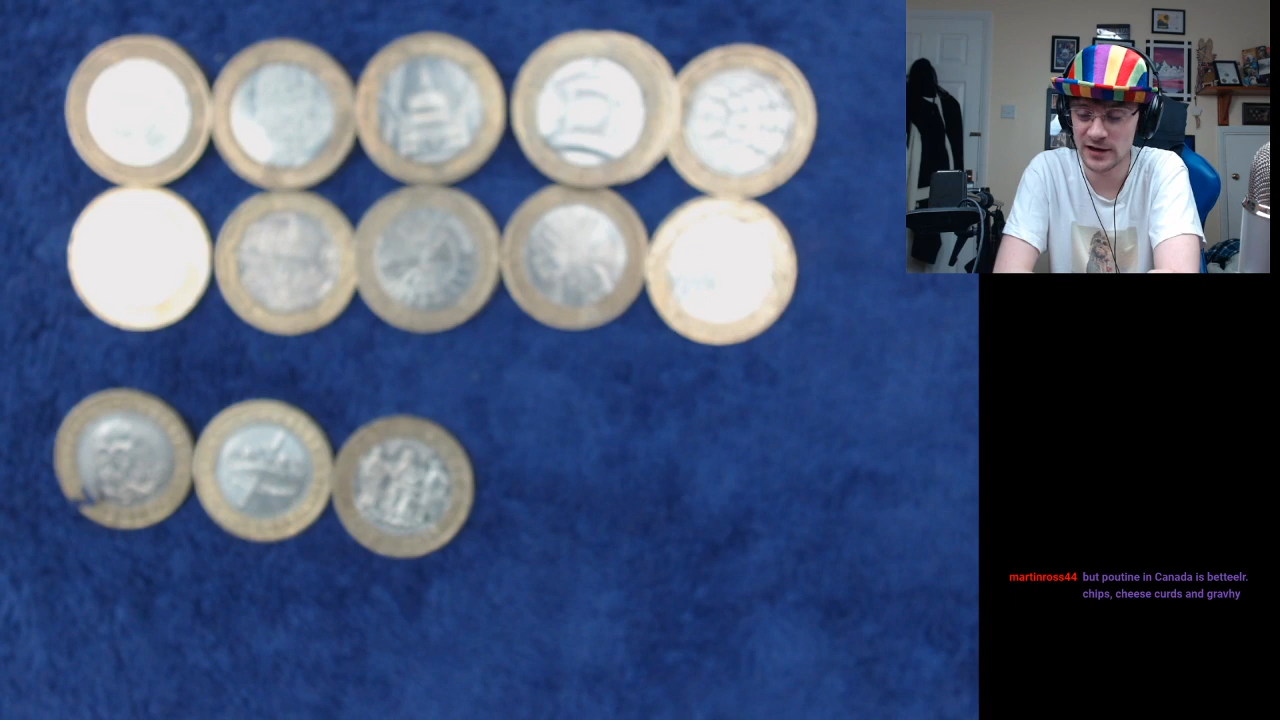 martinross44 but poutine in Canada is betteelr.
chips, cheese curds and gravhy